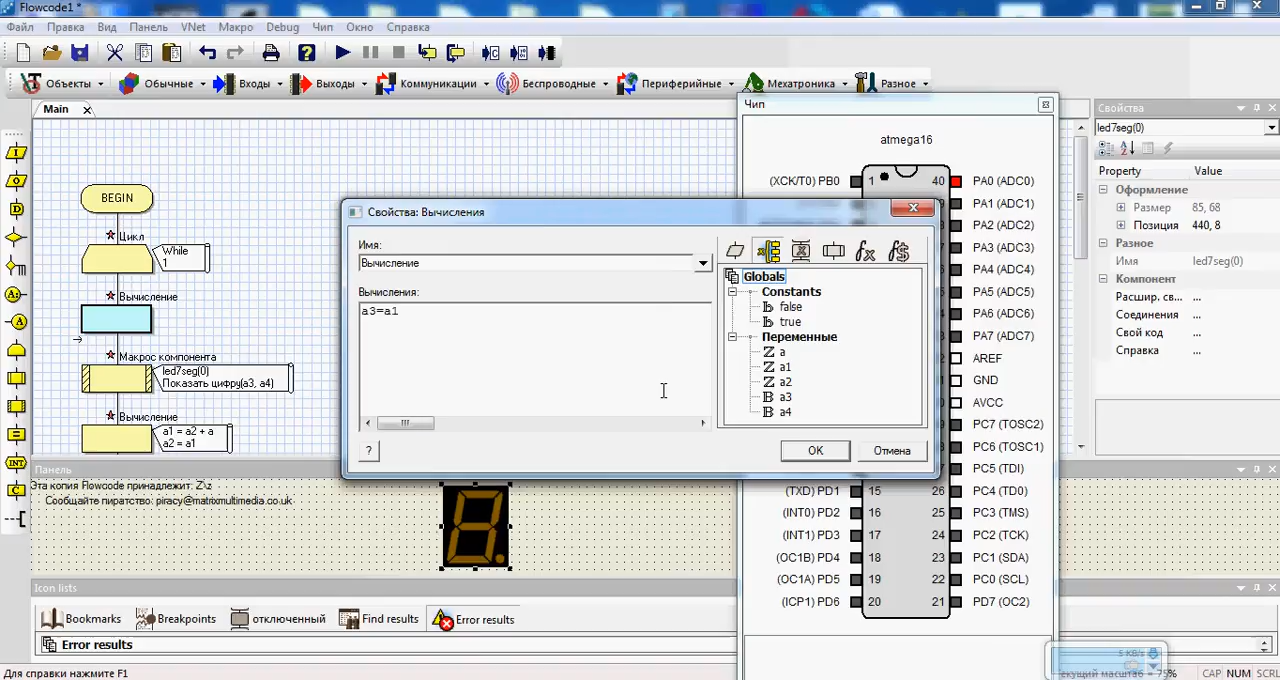 Flowcode1 *
Файл Правка Вид Панель VNet Макро Debug Чип Окно Справка
Объекты Обычные Входы Выходы Коммуникации Беспроводные Периферийные Мехатроника Разное
Main
Чип
Свойства
led7seg(0)
Property Value
Оформление
Размер 85, 68
Позиция 440, 8
Разное
Имя led7seg(0)
Компонент
Расшир. св... ...
Соединения ...
Свой код ...
Справка ...
BEGIN
Цикл
While
1
Вычисление
Макрос компонента
led7seg(0)
Показать цифру(a3, a4)
Вычисление
a1 = a2 + a
a2 = a1
atmega16
(XCK/T0) PB0 1 40 PA0 (ADC0)
PA1 (ADC1)
PA2 (ADC2)
PA3 (ADC3)
PA4 (ADC4)
PA5 (ADC5)
PA6 (ADC6)
PA7 (ADC7)
AREF
GND
AVCC
PC7 (TOSC2)
PC6 (TOSC1)
PC5 (TDI)
(TXD) PD1 15 26 PC4 (TD0)
(INT0) PD2 16 25 PC3 (TMS)
(INT1) PD3 17 24 PC2 (TCK)
(OC1B) PD4 18 23 PC1 (SDA)
(OC1A) PD5 19 22 PC0 (SCL)
(ICP1) PD6 20 21 PD7 (OC2)
Свойства: Вычисления
Имя:
Вычисление
Вычисления:
a3=a1
Globals
Constants
false
true
Переменные
Z a
Z a1
Z a2
B a3
B a4
? OK Отмена
Панель
Эта копия Flowcode принадлежит: Z\z
Сообщайте пиратство: piracy@matrixmultimedia.co.uk
Icon lists
Bookmarks Breakpoints отключенный Find results Error results
Error results
5 КБ/с
Для справки нажмите F1
Текущий масштаб = 75% CAP NUM SCRL